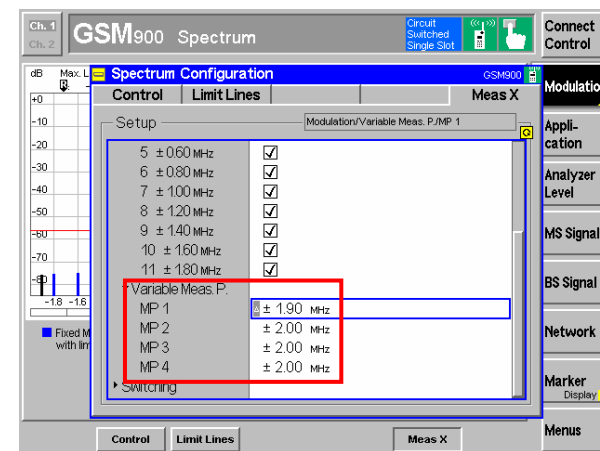 Ch. 1
Ch. 2
GSM900 Spectrum
Circuit
Switched
Single Slot
Connect
Control
dB Max. L
Spectrum Configuration GSM900
Control Limit Lines Meas X
Setup Modulation/Variable Meas. P./MP 1
5 ± 0.60 MHz
6 ± 0.80 MHz
7 ± 1.00 MHz
8 ± 1.20 MHz
9 ± 1.40 MHz
10 ± 1.60 MHz
11 ± 1.80 MHz
Variable Meas. P.
MP 1 ± 1.90 MHz
MP 2 ± 2.00 MHz
MP 3 ± 2.00 MHz
MP 4 ± 2.00 MHz
Switching
+0
-10
-20
-30
-40
-50
-60
-70
-80
-1.8 -1.6
Fixed M
with lim
Modulatio
Appli-
cation
Analyzer
Level
MS Signal
BS Signal
Network
Marker
Display
Menus
Control Limit Lines Meas X